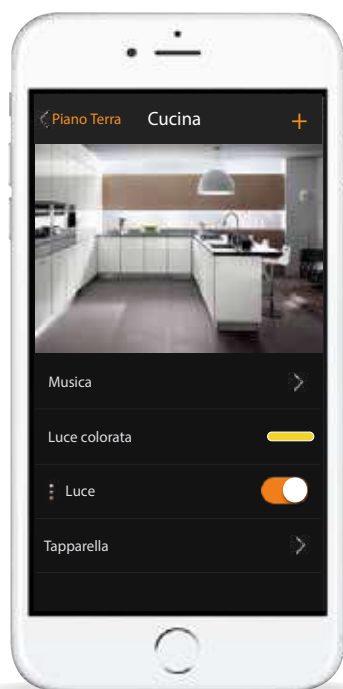 Piano Terra
Cucina
+
Musica
Luce colorata
Luce
Tapparella